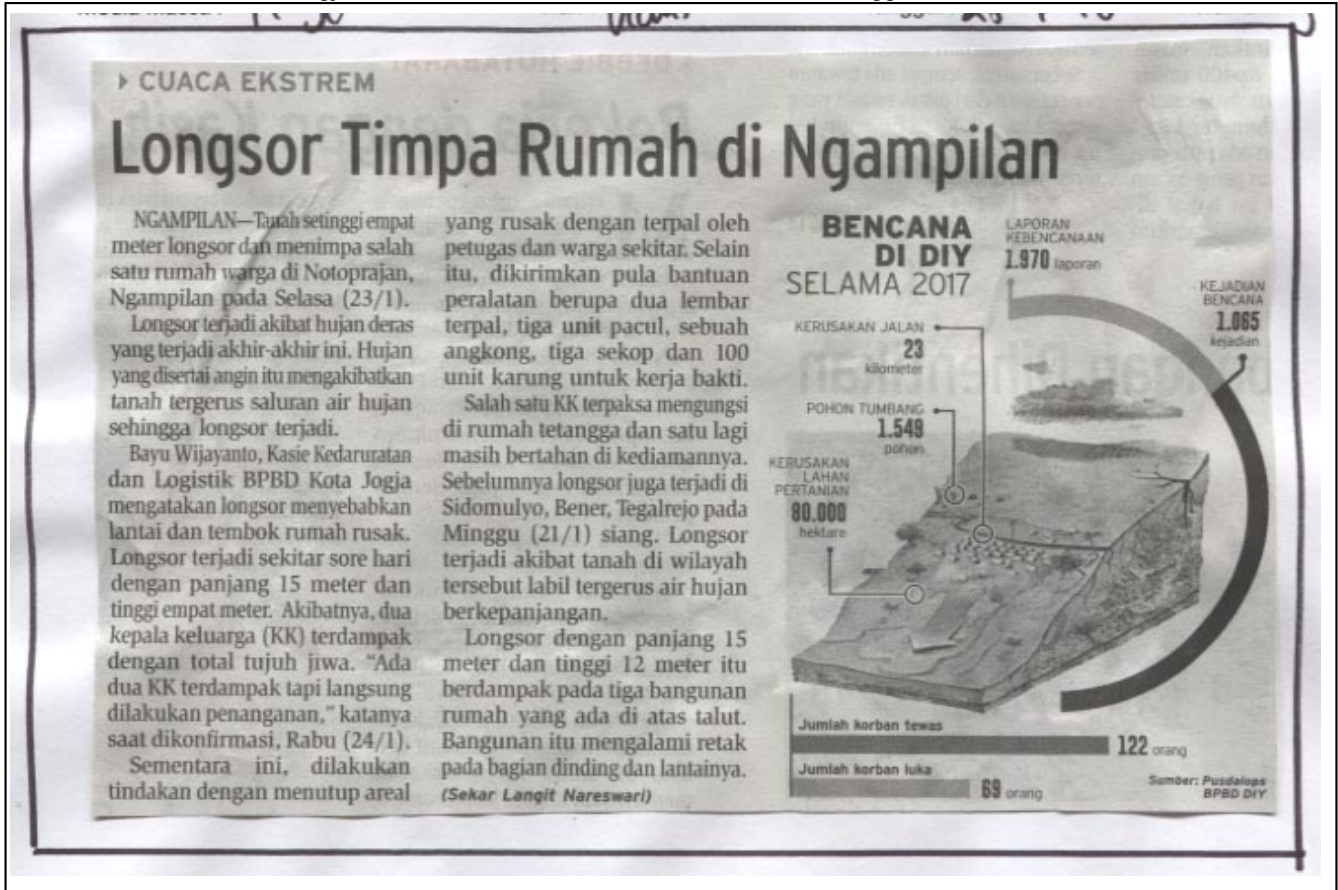 CUACA EKSTREM
Longsor Timpa Rumah di Ngampilan
NGAMPILAN—Tanah setinggi empat
meter longsor dan menimpa salah
satu rumah warga di Notoprajan,
Ngampilan pada Selasa (23/1).
Longsor terjadi akibat hujan deras
yang terjadi akhir-akhir ini. Hujan
yang disertai angin itu mengakibatkan
tanah tergerus saluran air hujan
sehingga longsor terjadi.
Bayu Wijayanto, Kasie Kedaruratan
dan Logistik BPBD Kota Jogja
mengatakan longsor menyebabkan
lantai dan tembok rumah rusak.
Longsor terjadi sekitar sore hari
dengan panjang 15 meter dan
tinggi empat meter. Akibatnya, dua
kepala keluarga (KK) terdampak
dengan total tujuh jiwa. “Ada
dua KK terdampak tapi langsung
dilakukan penanganan,” katanya
saat dikonfirmasi, Rabu (24/1).
Sementara ini, dilakukan
tindakan dengan menutup areal
yang rusak dengan terpal oleh
petugas dan warga sekitar. Selain
itu, dikirimkan pula bantuan
peralatan berupa dua lembar
terpal, tiga unit pacul, sebuah
angkong, tiga sekop dan 100
unit karung untuk kerja bakti.
Salah satu KK terpaksa mengungsi
di rumah tetangga dan satu lagi
masih bertahan di kediamannya.
Sebelumnya longsor juga terjadi di
Sidomulyo, Bener, Tegalrejo pada
Minggu (21/1) siang. Longsor
terjadi akibat tanah di wilayah
tersebut labil tergerus air hujan
berkepanjangan.
Longsor dengan panjang 15
meter dan tinggi 12 meter itu
berdampak pada tiga bangunan
rumah yang ada di atas talut.
Bangunan itu mengalami retak
pada bagian dinding dan lantainya.
(Sekar Langit Nareswari)
BENCANA
DI DIY
SELAMA 2017
LAPORAN
KEBENCANAAN
1.970 laporan
KEJADIAN
BENCANA
1.065
kejadian
KERUSAKAN JALAN
23
kilometer
POHON TUMBANG
1.549
pohon
KERUSAKAN
LAHAN
PERTANIAN
80.000
hektare
Jumlah korban tewas
122 orang
Jumlah korban luka
69 orang
Sumber: Pusdalops
BPBD DIY